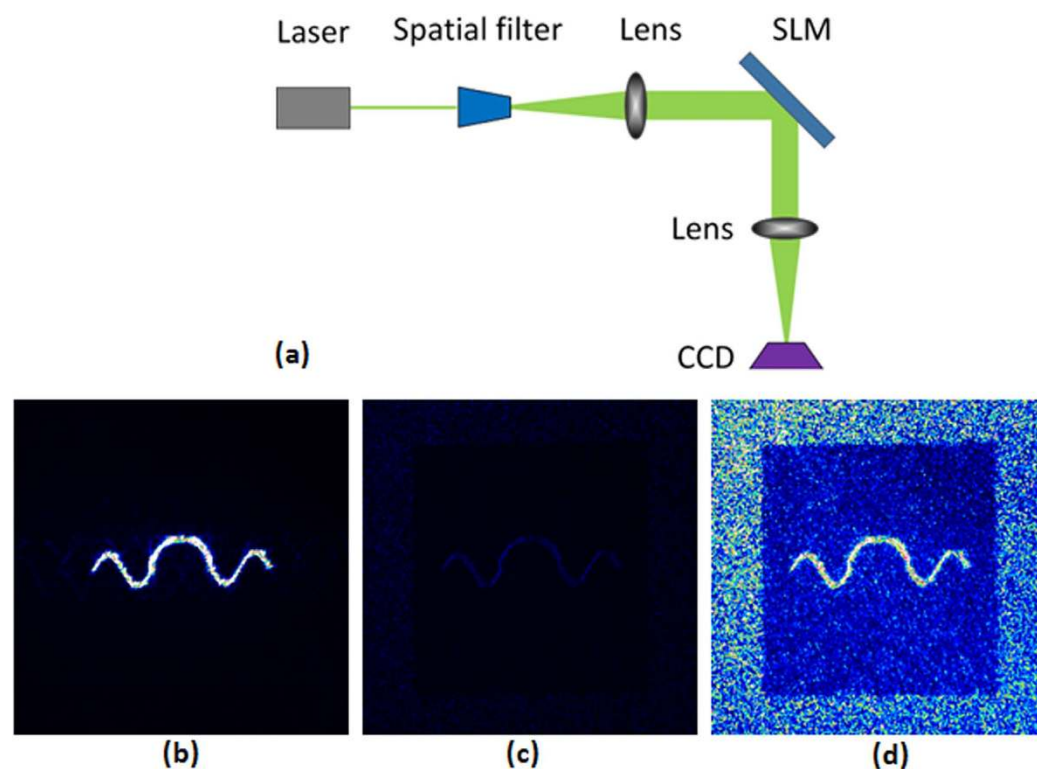 Laser
Spatial filter
Lens
SLM
Lens
CCD
(a)
(b)
(c)
(d)